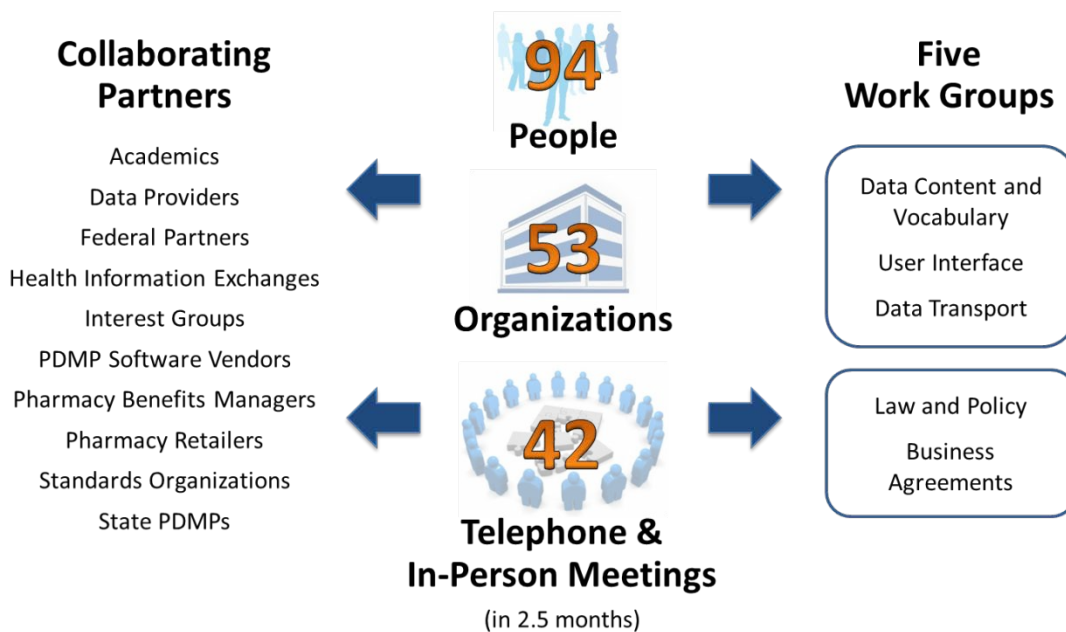 Collaborating
Partners
Academics
Data Providers
Federal Partners
Health Information Exchanges
Interest Groups
PDMP Software Vendors
Pharmacy Benefits Managers
Pharmacy Retailers
Standards Organizations
State PDMPs
94
People
53
Organizations
42
Telephone &
In-Person Meetings
(in 2.5 months)
Five
Work Groups
Data Content and
Vocabulary
User Interface
Data Transport
Law and Policy
Business
Agreements